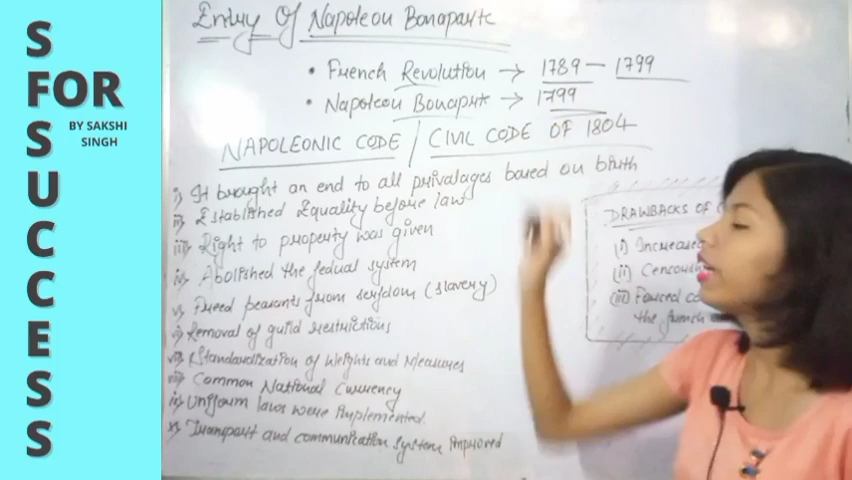 S FOR SUCCESS
BY SAKSHI
SINGH
Entry Of Napoleon Bonaparte
• French Revolution → 1789 – 1799
• Napoleon Bonaparte → 1799
NAPOLEONIC CODE / CIVIL CODE OF 1804
i) It brought an end to all privalages based on birth
ii) Established Equality before law
iii) Right to property was given
iv) Abolished the fedual system
v) Freed peasants from serfdom (slavery)
vi) Removal of guild restrictions
vii) Standardization of Weights and Measures
viii) Common National Currency
ix) Uniform laws were implemented.
x) Transport and communication system improved
DRAWBACKS OF
(i) Increased
(ii)
(iii) Forced
the french